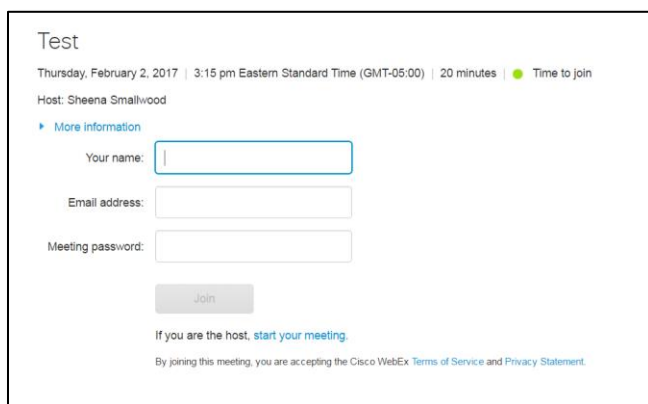 Test
Thursday, February 2, 2017 | 3:15 pm Eastern Standard Time (GMT-05:00) | 20 minutes | Time to join
Host: Sheena Smallwood
More information
Your name:
Email address:
Meeting password:
Join
If you are the host, start your meeting.
By joining this meeting, you are accepting the Cisco WebEx Terms of Service and Privacy Statement.